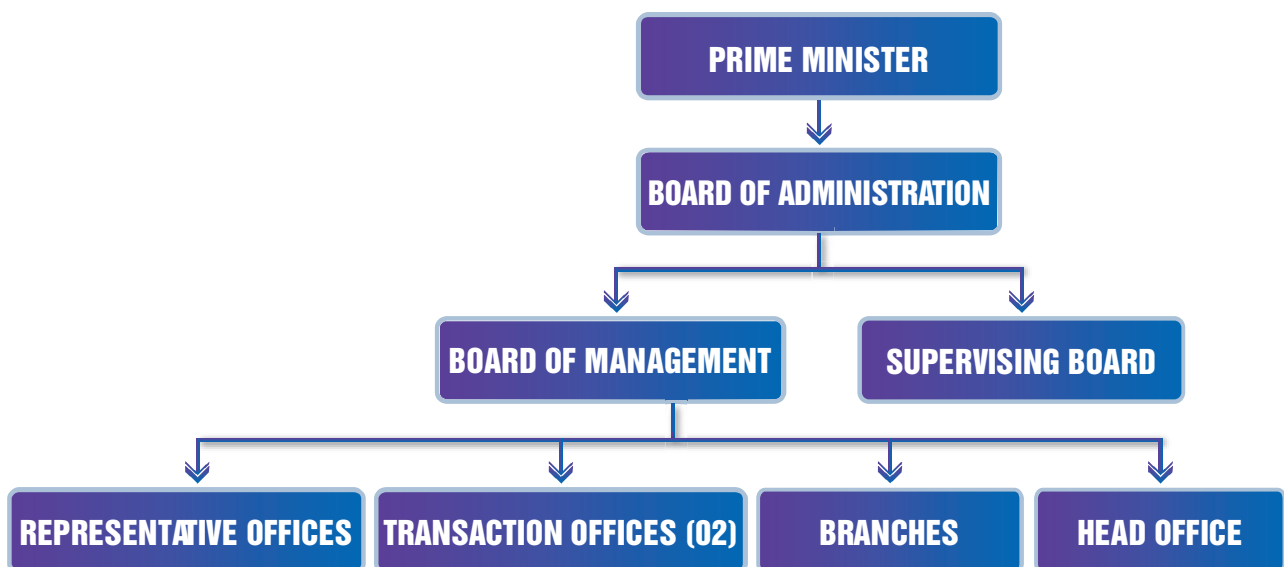 PRIME MINISTER
BOARD OF ADMINISTRATION
BOARD OF MANAGEMENT
SUPERVISING BOARD
REPRESENTATIVE OFFICES
TRANSACTION OFFICES (02)
BRANCHES
HEAD OFFICE